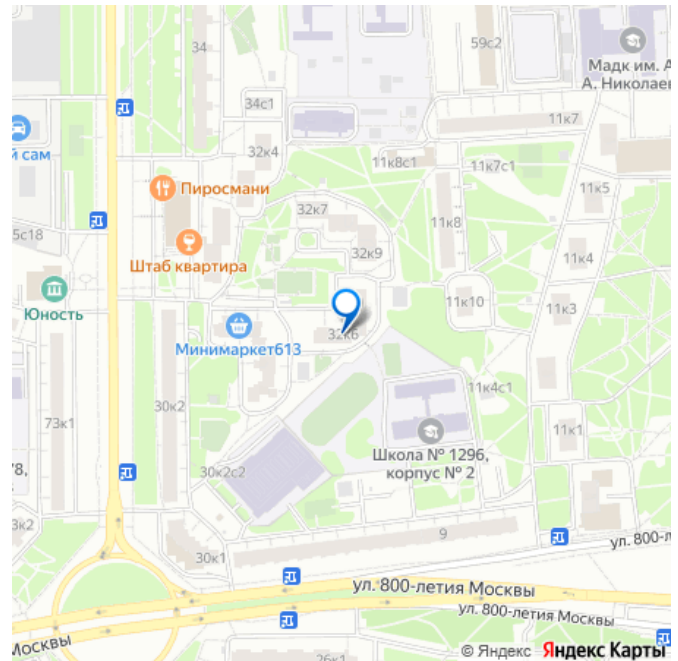 34
59с2
Мадк им. А
А. Николаев
34с1
11к7
й сам
32к4
11к8с1
11к7с1
Пиросмани
11к5
32к7
11к8
5с18
32к9
11к4
Штаб квартира
11к10
11к3
Юность
32к6
Минимаркет613
11к4с1
30к2
73к1
11к1
Школа № 1296,
корпус № 2
78,
30к2с2
3к2
9
30к1
ул. 800-л
ул. 800-летия Москвы
ул. 800-летия Москвы
Москвы
26к1
© Яндекс Яндекс Карты